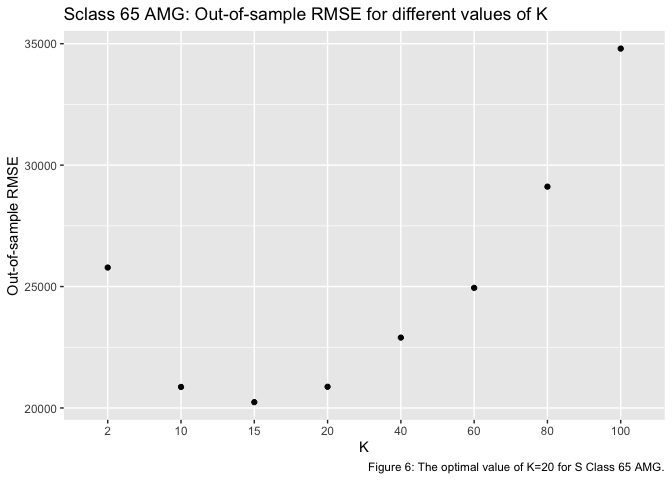 Sclass 65 AMG: Out-of-sample RMSE for different values of K
35000
30000
25000
20000
Out-of-sample RMSE
2 10 15 20 40 60 80 100
K
Figure 6: The optimal value of K=20 for S Class 65 AMG.